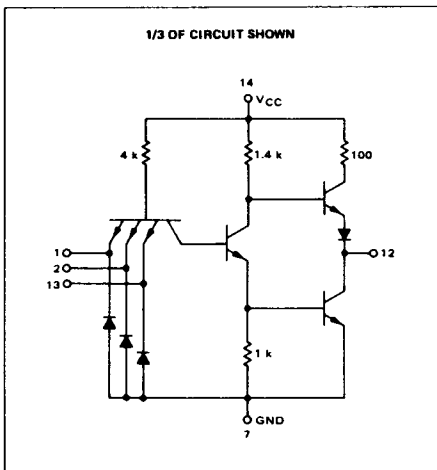 1/3 OF CIRCUIT SHOWN
14
VCC
4 k
1.4 k
100
1
2
13
12
1 k
GND
7